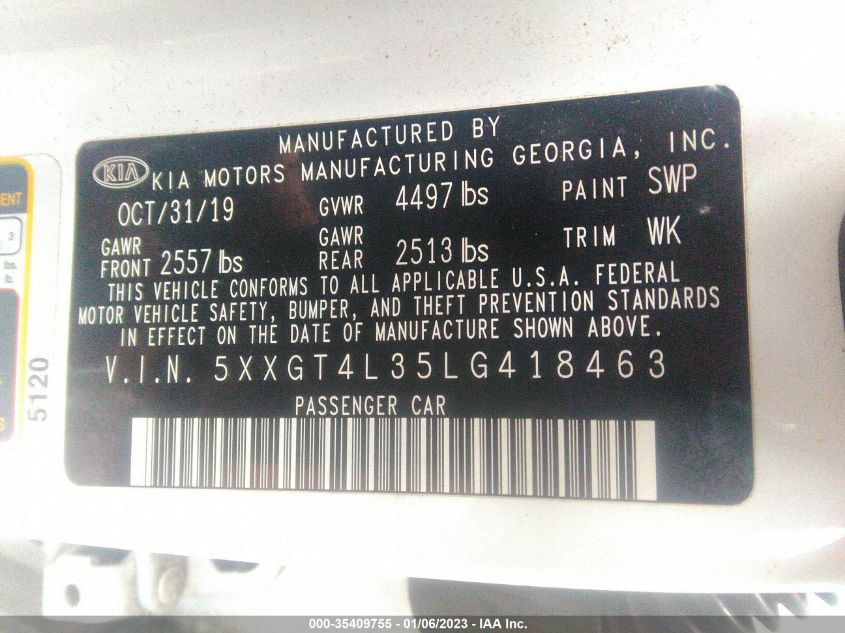 MANUFACTURED BY
KIA KIA MOTORS MANUFACTURING GEORGIA, INC.
OCT/31/19 GVWR 4497 lbs PAINT SWP
GAWR FRONT 2557 lbs GAWR REAR 2513 lbs TRIM WK
THIS VEHICLE CONFORMS TO ALL APPLICABLE U.S.A. FEDERAL
MOTOR VEHICLE SAFETY, BUMPER, AND THEFT PREVENTION STANDARDS
IN EFFECT ON THE DATE OF MANUFACTURE SHOWN ABOVE.
V.I.N. 5XXGT4L35LG418463
PASSENGER CAR
5120
3
lbs.
000-35409755 - 01/06/2023 - IAA Inc.